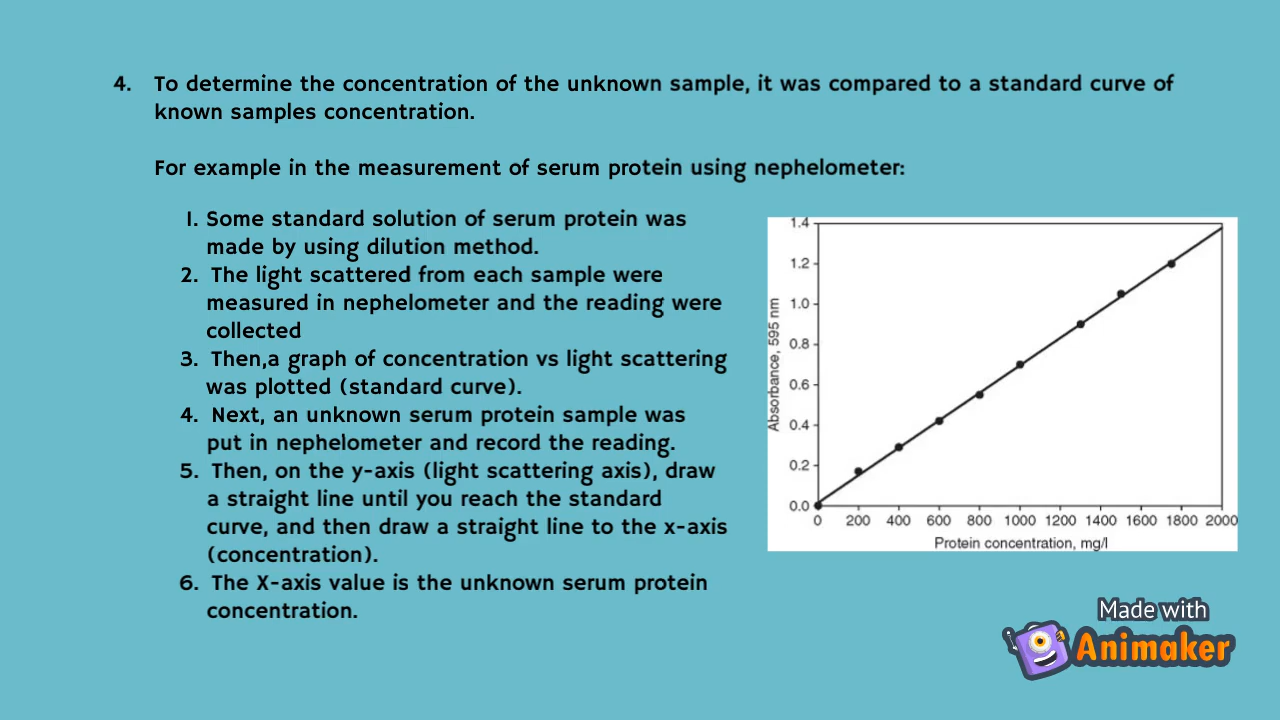 4. To determine the concentration of the unknown sample, it was compared to a standard curve of
known samples concentration.
For example in the measurement of serum protein using nephelometer:
1. Some standard solution of serum protein was
made by using dilution method.
2. The light scattered from each sample were
measured in nephelometer and the reading were
collected
3. Then,a graph of concentration vs light scattering
was plotted (standard curve).
4. Next, an unknown serum protein sample was
put in nephelometer and record the reading.
5. Then, on the y-axis (light scattering axis), draw
a straight line until you reach the standard
curve, and then draw a straight line to the x-axis
(concentration).
6. The X-axis value is the unknown serum protein
concentration.
Absorbance, 595 nm
1.4
1.2
1.0
0.8
0.6
0.4
0.2
0.0
0 200 400 600 800 1000 1200 1400 1600 1800 2000
Protein concentration, mg/l
Made with
Animaker